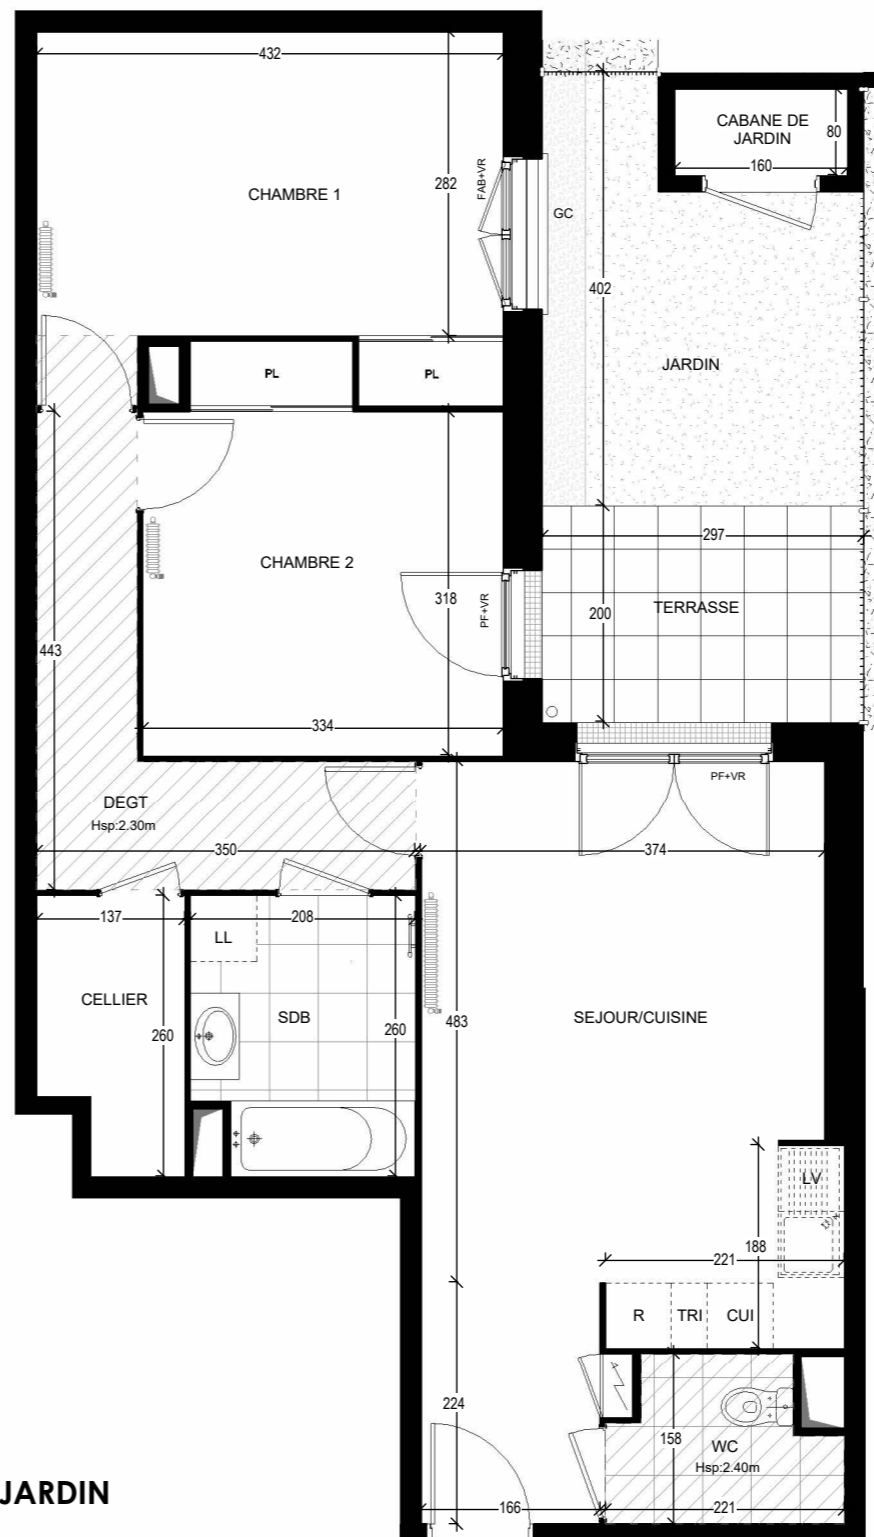 432
CABANE DE
JARDIN
80
160
FAB+VR
282
CHAMBRE 1
GC
402
JARDIN
PL
PL
297
CHAMBRE 2
318
PF+VR
200
TERRASSE
443
334
PF+VR
DEGT
Hsp:2.30m
350
374
137
208
LL
CELLIER
260
SDB
260
483
SEJOUR/CUISINE
LV
188
221
R
TRI
CUI
224
158
WC
Hsp:2.40m
JARDIN
166
221